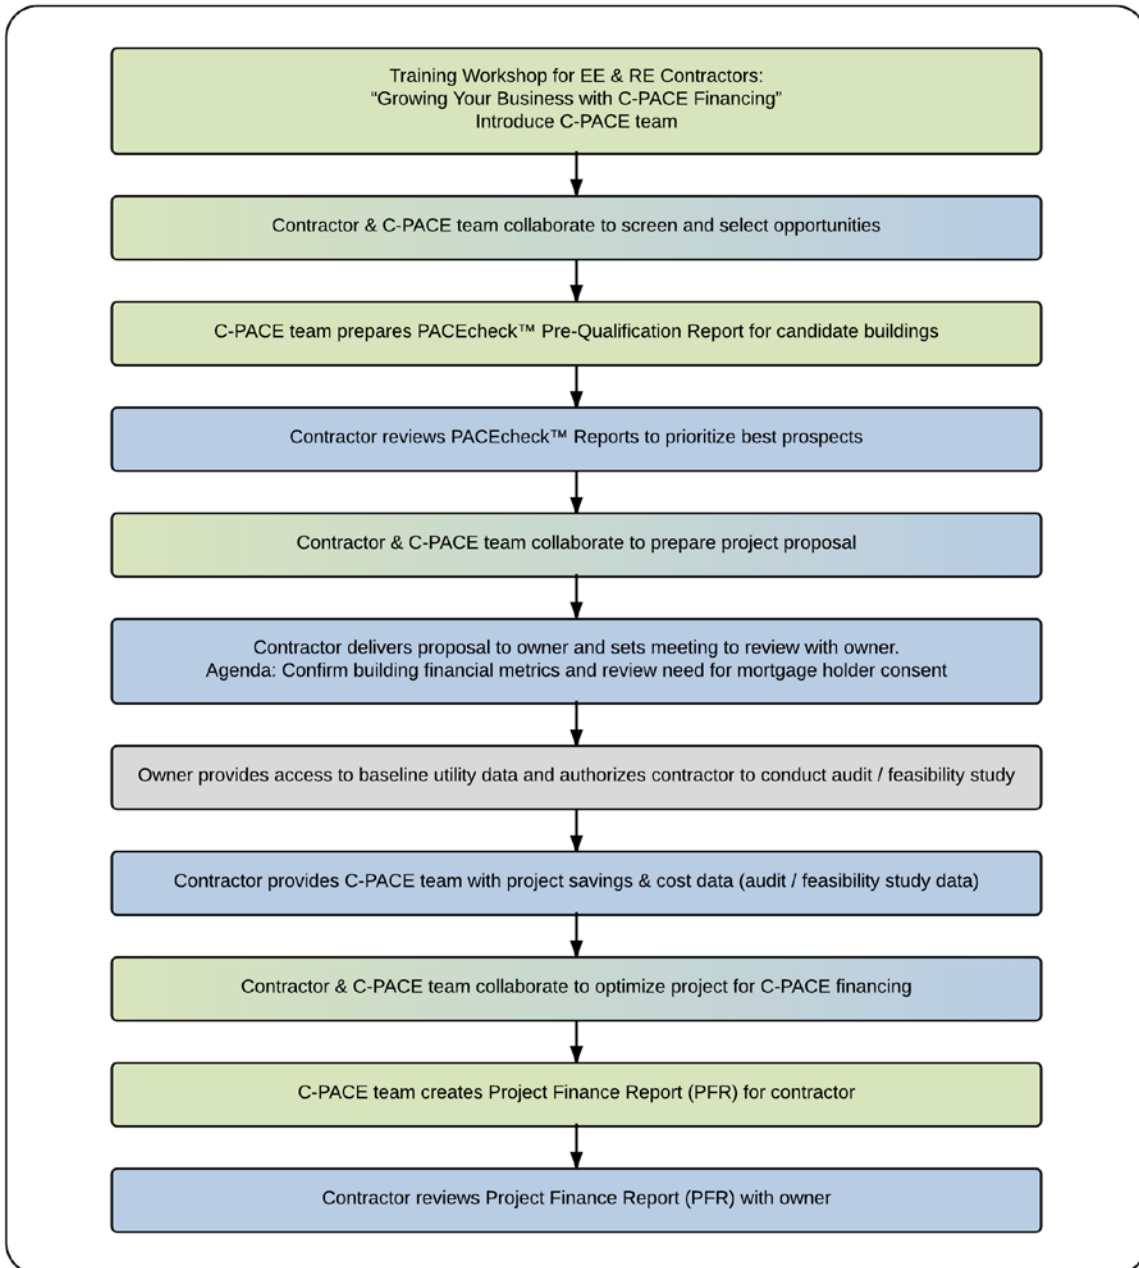 Training Workshop for EE & RE Contractors:
“Growing Your Business with C-PACE Financing”
Introduce C-PACE team
Contractor & C-PACE team collaborate to screen and select opportunities
C-PACE team prepares PACEcheck™ Pre-Qualification Report for candidate buildings
Contractor reviews PACEcheck™ Reports to prioritize best prospects
Contractor & C-PACE team collaborate to prepare project proposal
Contractor delivers proposal to owner and sets meeting to review with owner.
Agenda: Confirm building financial metrics and review need for mortgage holder consent
Owner provides access to baseline utility data and authorizes contractor to conduct audit / feasibility study
Contractor provides C-PACE team with project savings & cost data (audit / feasibility study data)
Contractor & C-PACE team collaborate to optimize project for C-PACE financing
C-PACE team creates Project Finance Report (PFR) for contractor
Contractor reviews Project Finance Report (PFR) with owner